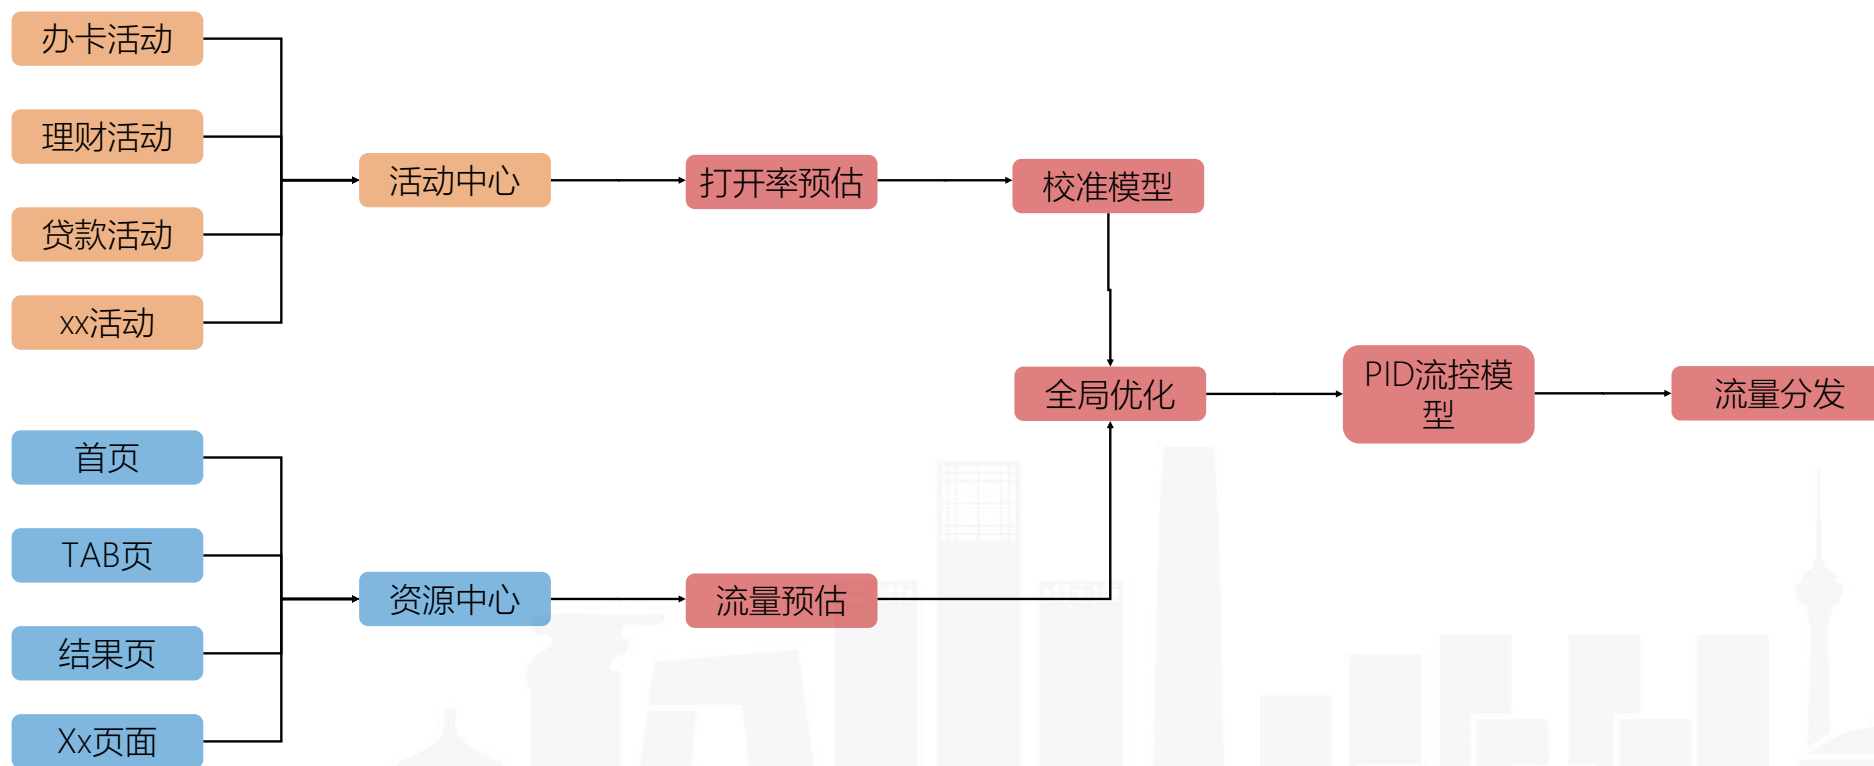 办卡活动
理财活动
贷款活动
xx活动
活动中心
打开率预估
校准模型
首页
TAB页
结果页
Xx页面
资源中心
流量预估
全局优化
PID流控模
型
流量分发